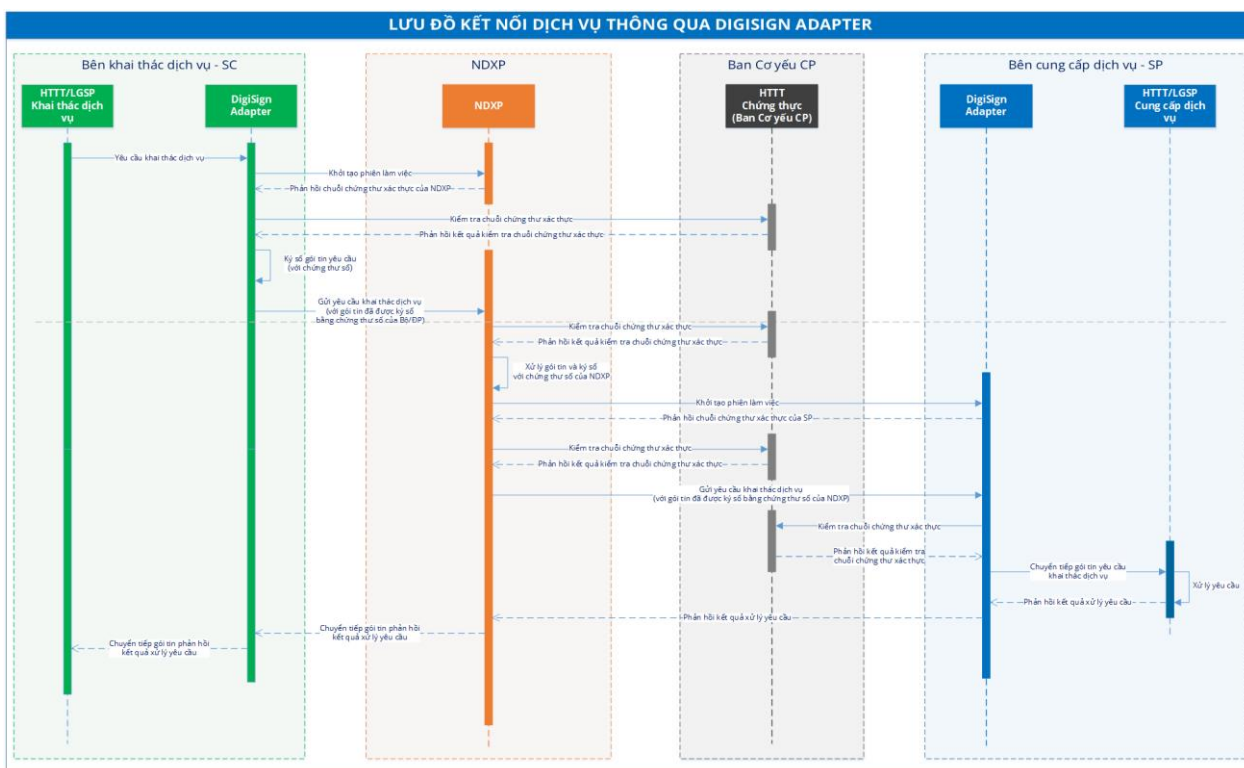 LƯU ĐỒ KẾT NỐI DỊCH VỤ THÔNG QUA DIGISIGN ADAPTER
Bên khai thác dịch vụ - SC
NDXP
Ban Cơ yếu CP
Bên cung cấp dịch vụ - SP
HTTT/LGSP
Khai thác dịch
vụ
DigiSign
Adapter
NDXP
HTTT
Chứng thực
(Ban Cơ yếu CP)
DigiSign
Adapter
HTTT/LGSP
Cung cấp dịch
vụ
Yêu cầu khai thác dịch vụ
Khởi tạo phiên làm việc
Phản hồi chuỗi chứng thư xác thực của NDXP
Kiểm tra chuỗi chứng thư xác thực
Phản hồi kết quả kiểm tra chuỗi chứng thư xác thực
Ký số gói tin yêu cầu
(với chứng thư số)
Gửi yêu cầu khai thác dịch vụ
(với gói tin đã được ký số
bằng chứng thư số của Bộ/ĐP)
Kiểm tra chuỗi chứng thư xác thực
Phản hồi kết quả kiểm tra chuỗi chứng thư xác thực
Xử lý gói tin và ký số
với chứng thư số của NDXP
Khởi tạo phiên làm việc
Phản hồi chuỗi chứng thư xác thực của SP
Kiểm tra chuỗi chứng thư xác thực
Phản hồi kết quả kiểm tra chuỗi chứng thư xác thực
Gửi yêu cầu khai thác dịch vụ
(với gói tin đã được ký số bằng chứng thư số của NDXP)
Kiểm tra chuỗi chứng thư xác thực
Phản hồi kết quả kiểm tra
chuỗi chứng thư xác thực
Chuyển tiếp gói tin yêu cầu
khai thác dịch vụ
Xử lý yêu cầu
Phản hồi kết quả xử lý yêu cầu
Phản hồi kết quả xử lý yêu cầu
Chuyển tiếp gói tin phản hồi
kết quả xử lý yêu cầu
Chuyển tiếp gói tin phản hồi
kết quả xử lý yêu cầu